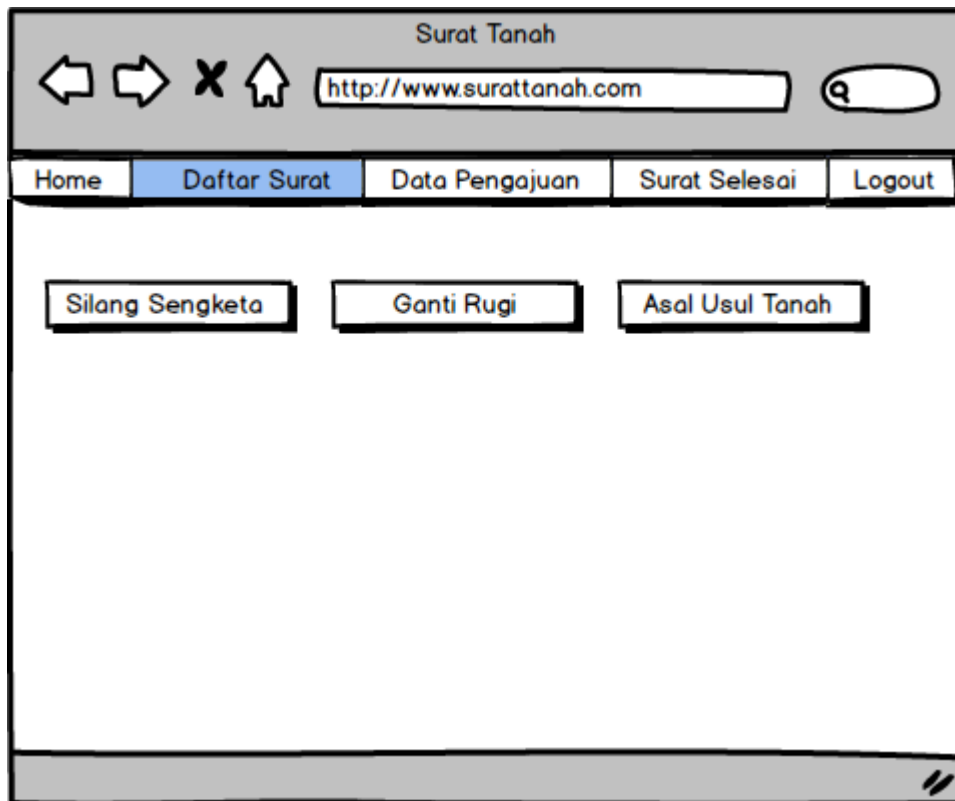 Surat Tanah
http://www.surattanah.com
Home Daftar Surat Data Pengajuan Surat Selesai Logout
Silang Sengketa Ganti Rugi Asal Usul Tanah